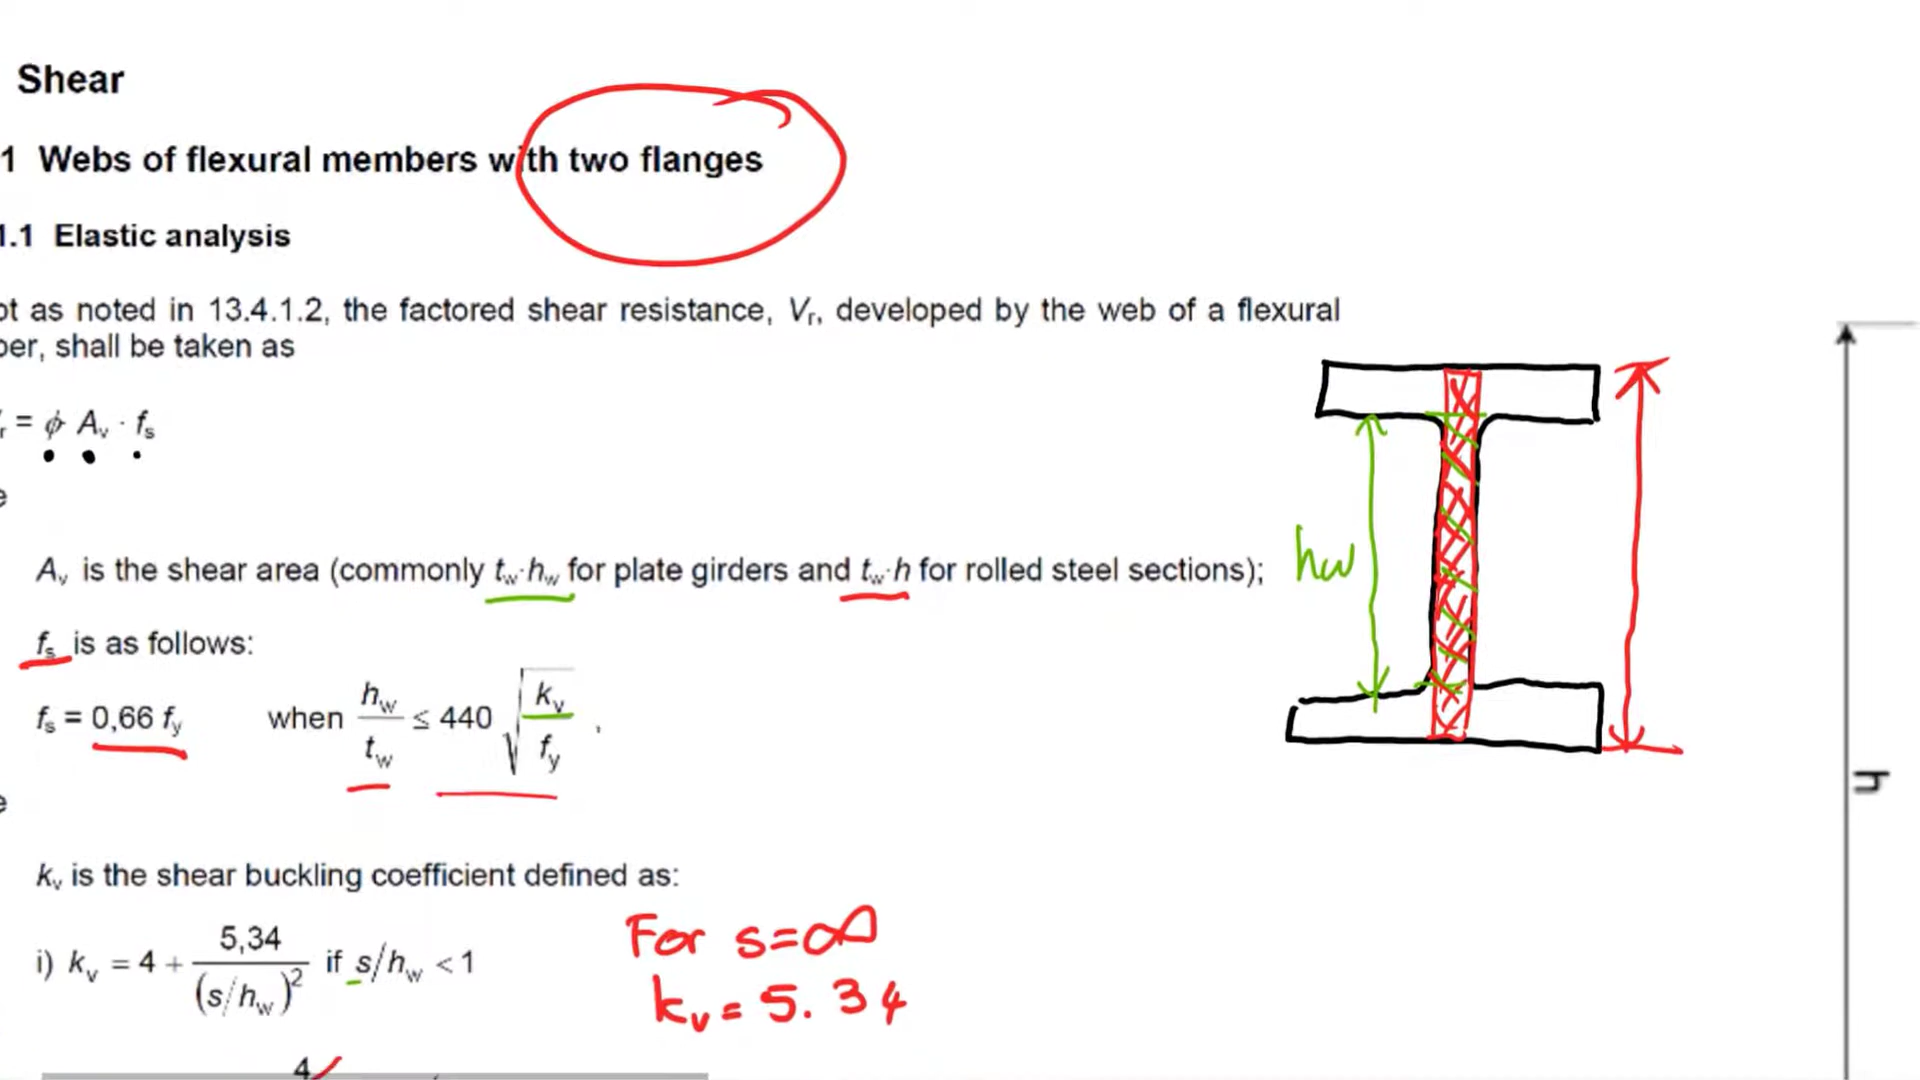 Shear
1 Webs of flexural members with two flanges
1.1 Elastic analysis
pt as noted in 13.4.1.2, the factored shear resistance, Vr, developed by the web of a flexural
ber, shall be taken as
r = ϕ Av · fs
e
Av is the shear area (commonly tw·hw for plate girders and tw·h for rolled steel sections);
hw
fs is as follows:
fs = 0,66 fy when hw/tw ≤ 440 √(kv/fy) ,
h
e
kv is the shear buckling coefficient defined as:
For s=∞
i) kv = 4 + 5,34/(s/hw)² if s/hw < 1
kv = 5.34
4